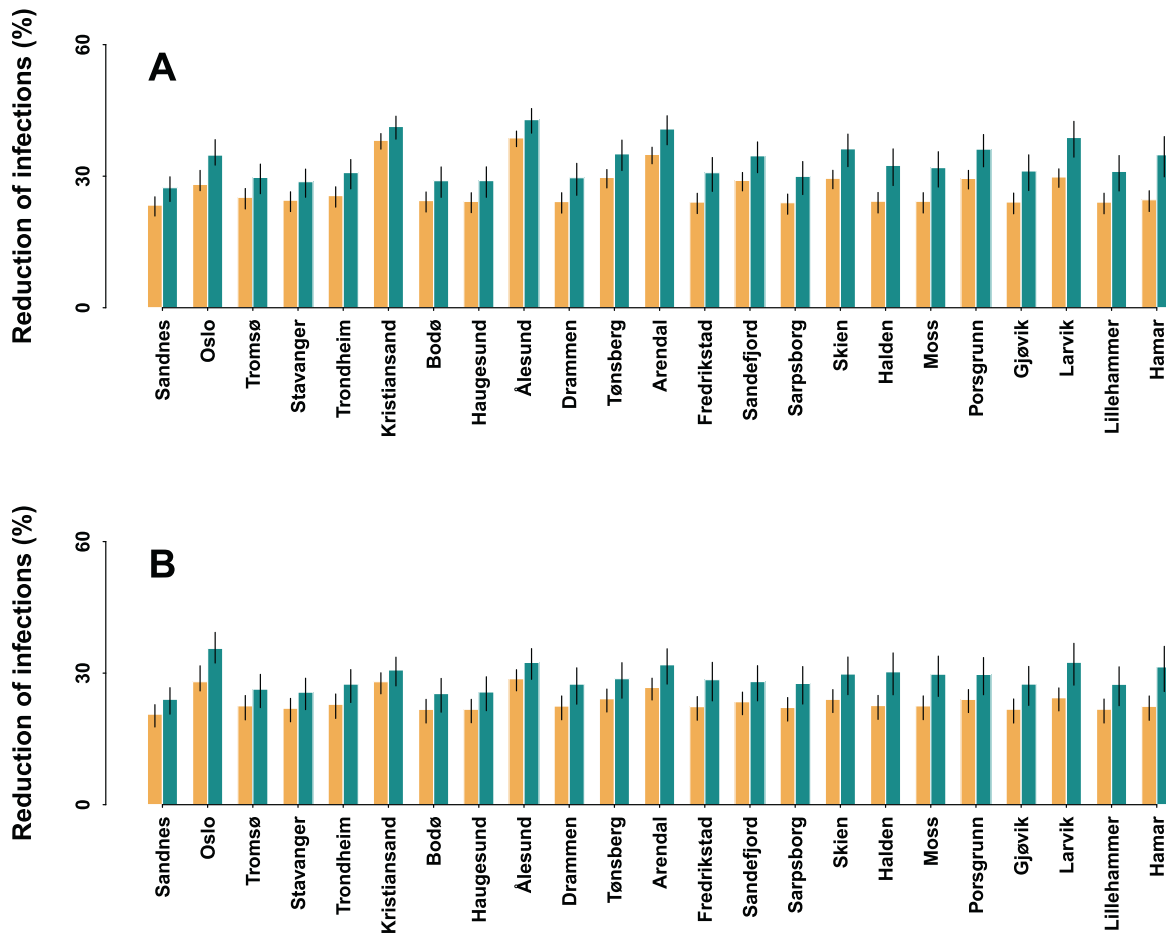 Reduction of infections (%)
60
30
0
A
Sandnes
Oslo
Tromsø
Stavanger
Trondheim
Kristiansand
Bodø
Haugesund
Ålesund
Drammen
Tønsberg
Arendal
Fredrikstad
Sandefjord
Sarpsborg
Skien
Halden
Moss
Porsgrunn
Gjøvik
Larvik
Lillehammer
Hamar
Reduction of infections (%)
60
30
0
B
Sandnes
Oslo
Tromsø
Stavanger
Trondheim
Kristiansand
Bodø
Haugesund
Ålesund
Drammen
Tønsberg
Arendal
Fredrikstad
Sandefjord
Sarpsborg
Skien
Halden
Moss
Porsgrunn
Gjøvik
Larvik
Lillehammer
Hamar